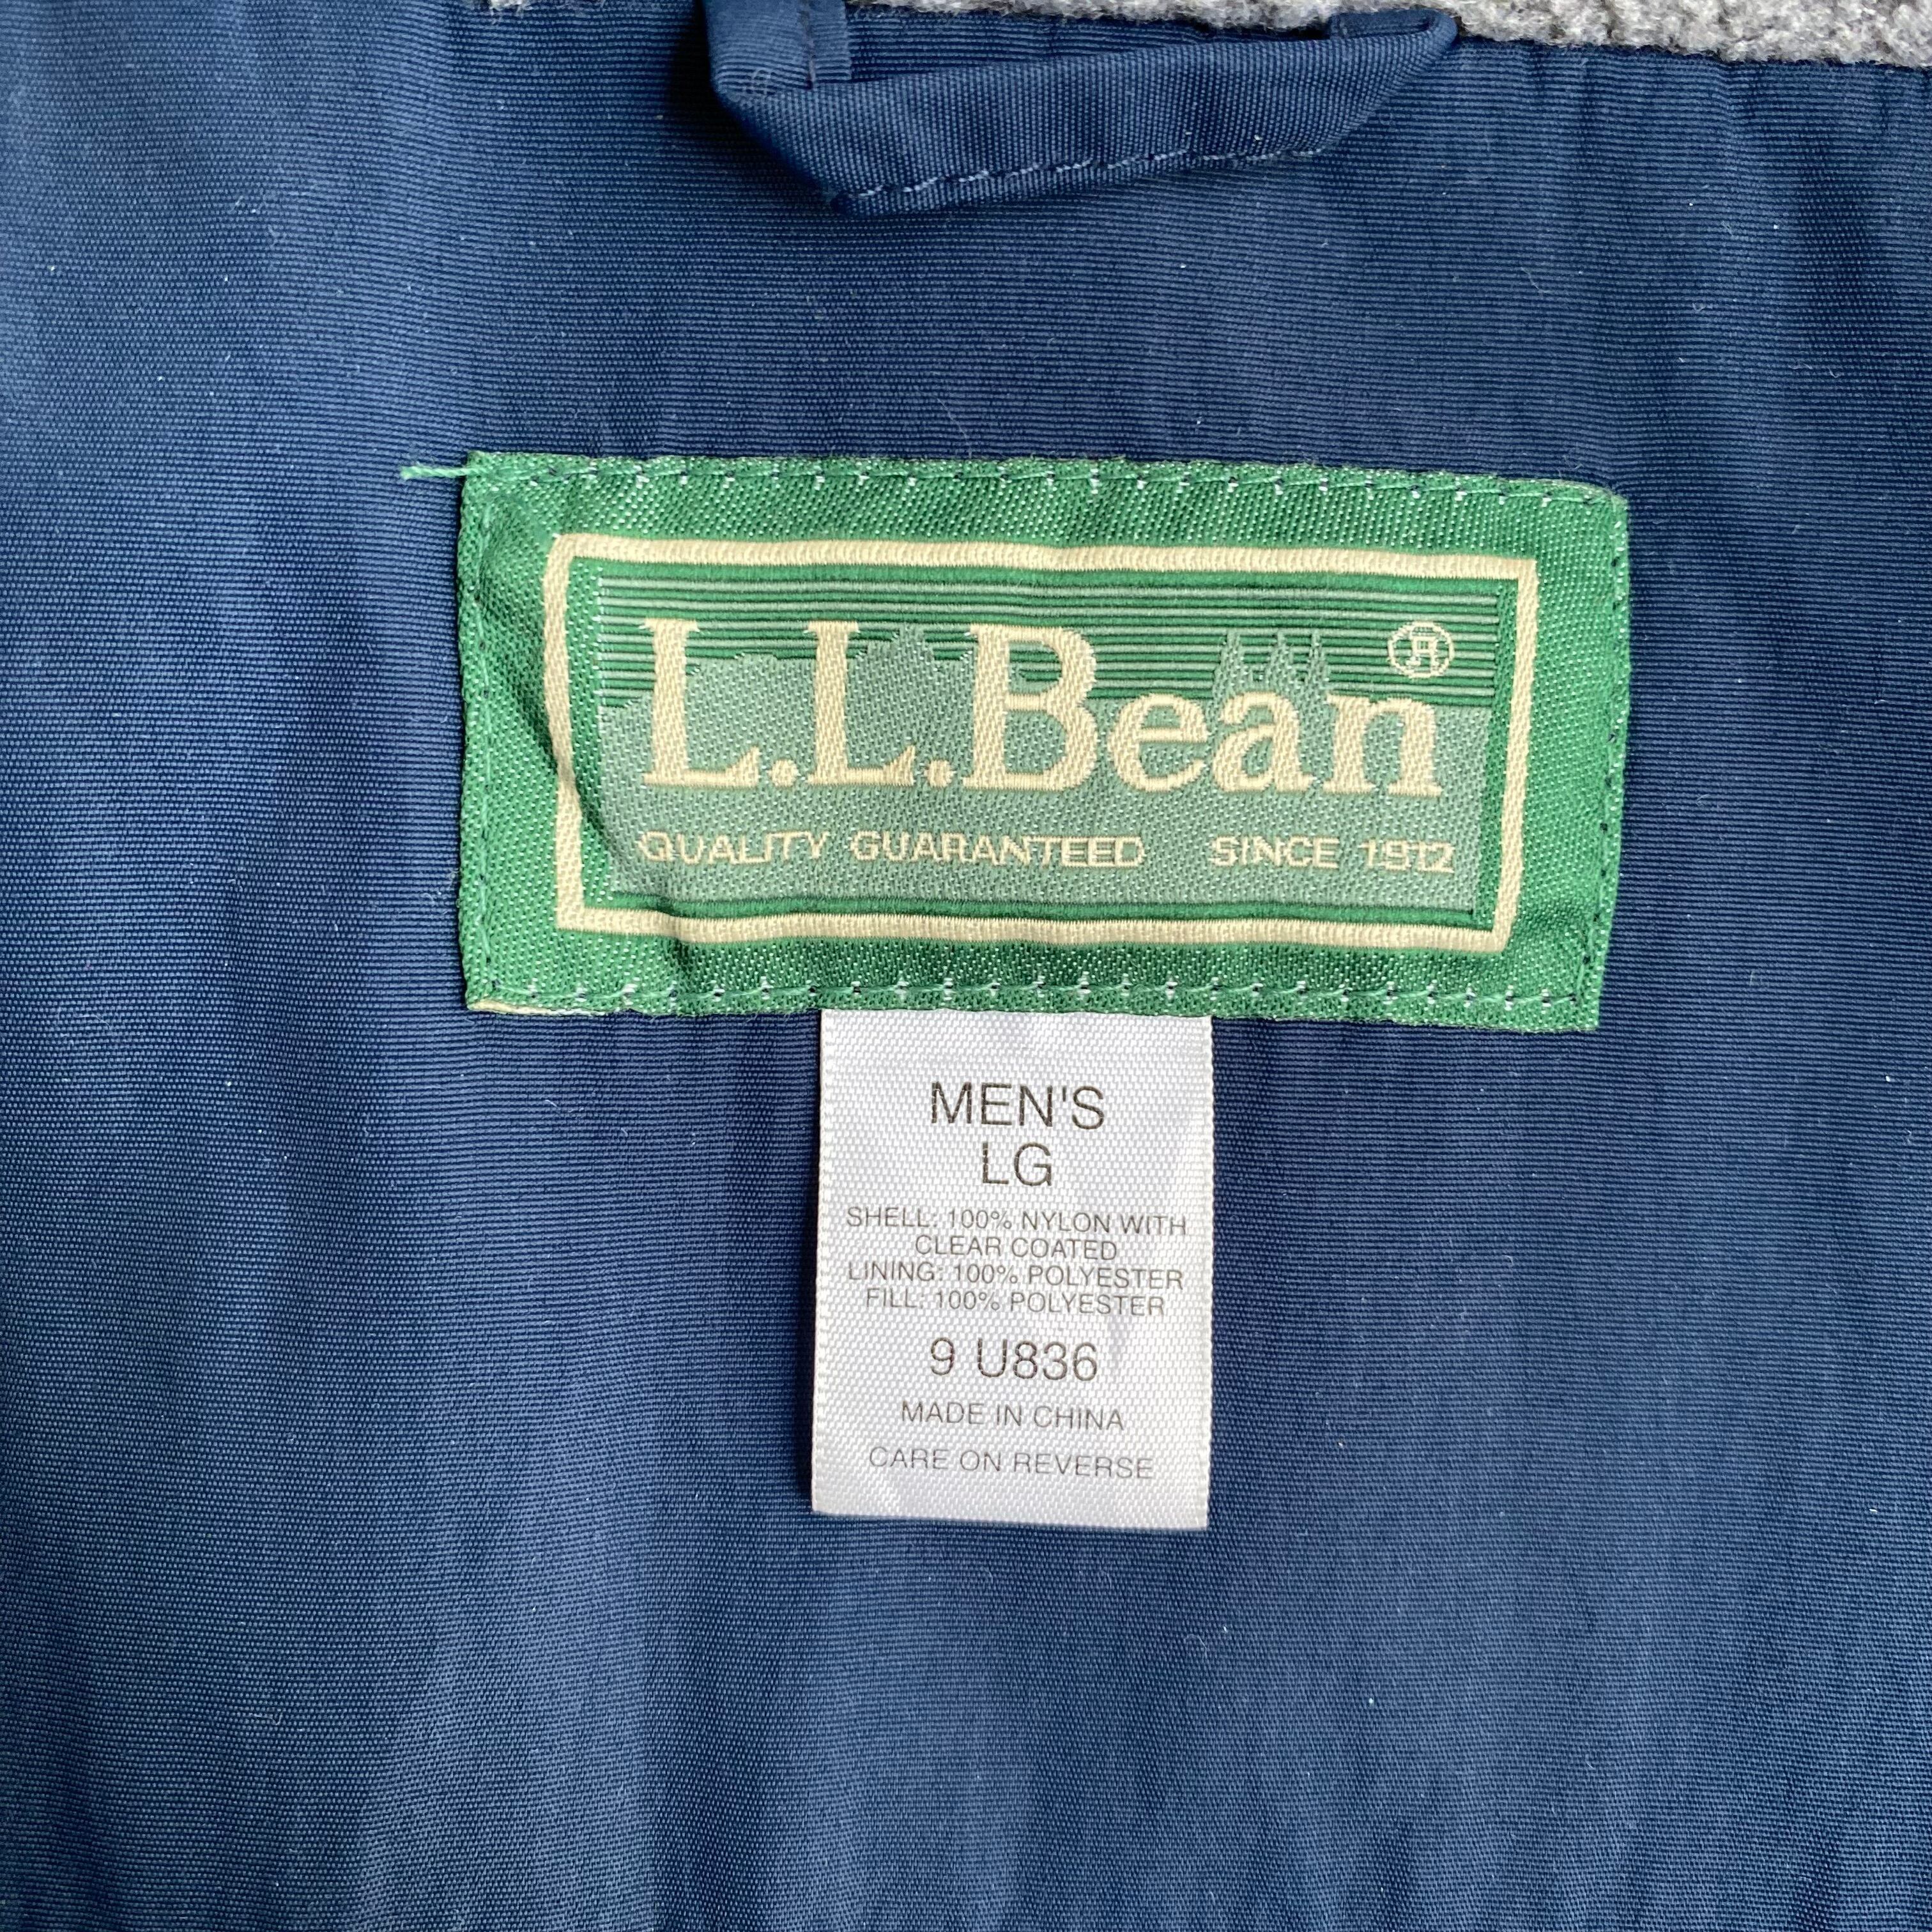 L.L.Bean®
QUALITY GUARANTEED SINCE 1912
MEN'S
LG
SHELL: 100% NYLON WITH
CLEAR COATED
LINING: 100% POLYESTER
FILL: 100% POLYESTER
9 U836
MADE IN CHINA
CARE ON REVERSE